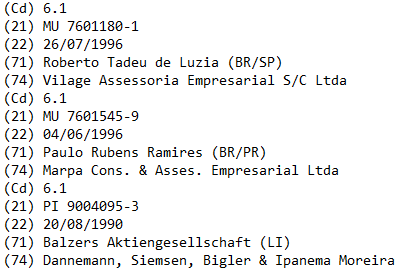 (Cd) 6.1
(21) MU 7601180-1
(22) 26/07/1996
(71) Roberto Tadeu de Luzia (BR/SP)
(74) Vilage Assessoria Empresarial S/C Ltda
(Cd) 6.1
(21) MU 7601545-9
(22) 04/06/1996
(71) Paulo Rubens Ramires (BR/PR)
(74) Marpa Cons. & Asses. Empresarial Ltda
(Cd) 6.1
(21) PI 9004095-3
(22) 20/08/1990
(71) Balzers Aktiengesellschaft (LI)
(74) Dannemann, Siemsen, Bigler & Ipanema Moreira